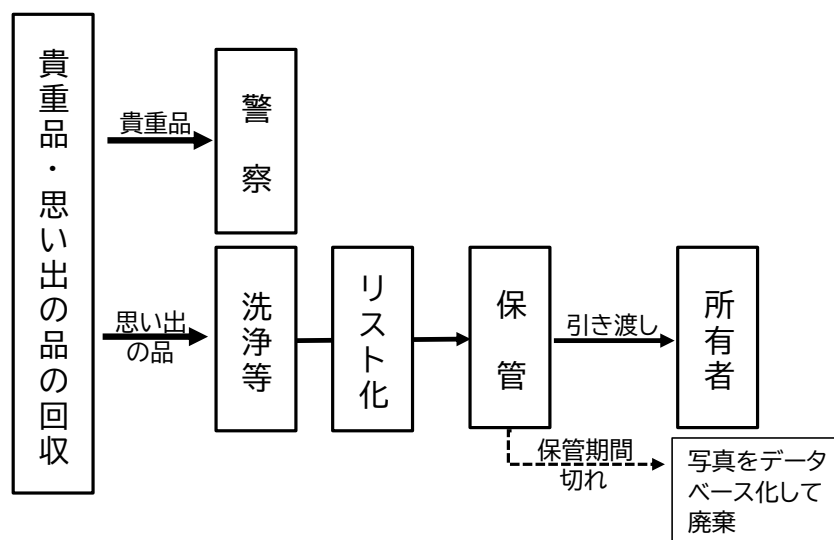 貴重品・思い出の品の回収
貴重品
警察
思い出
の品
洗浄等
リスト化
保管
引き渡し
所有者
保管期間
切れ
写真をデータ
ベース化して
廃棄